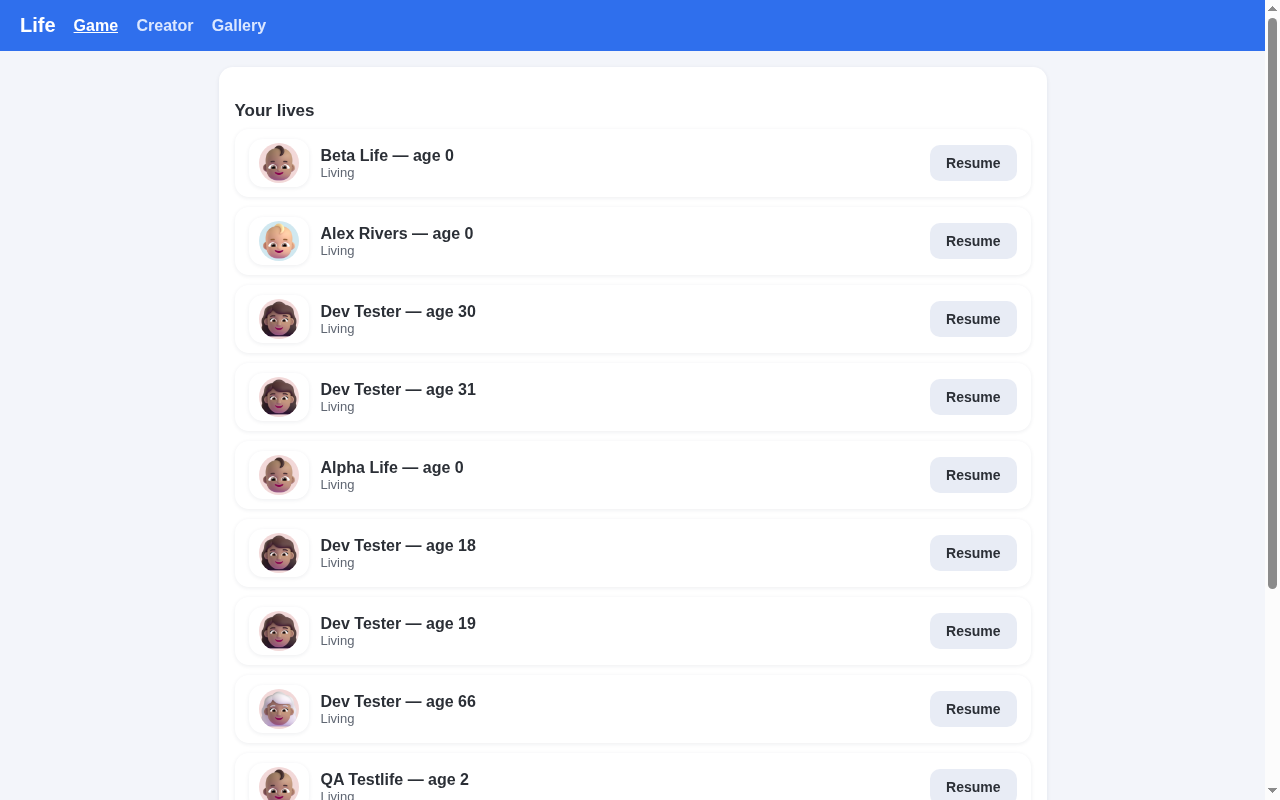 Life Game Creator Gallery
Your lives
Beta Life — age 0
Living
Resume
Alex Rivers — age 0
Living
Resume
Dev Tester — age 30
Living
Resume
Dev Tester — age 31
Living
Resume
Alpha Life — age 0
Living
Resume
Dev Tester — age 18
Living
Resume
Dev Tester — age 19
Living
Resume
Dev Tester — age 66
Living
Resume
QA Testlife — age 2
Living
Resume